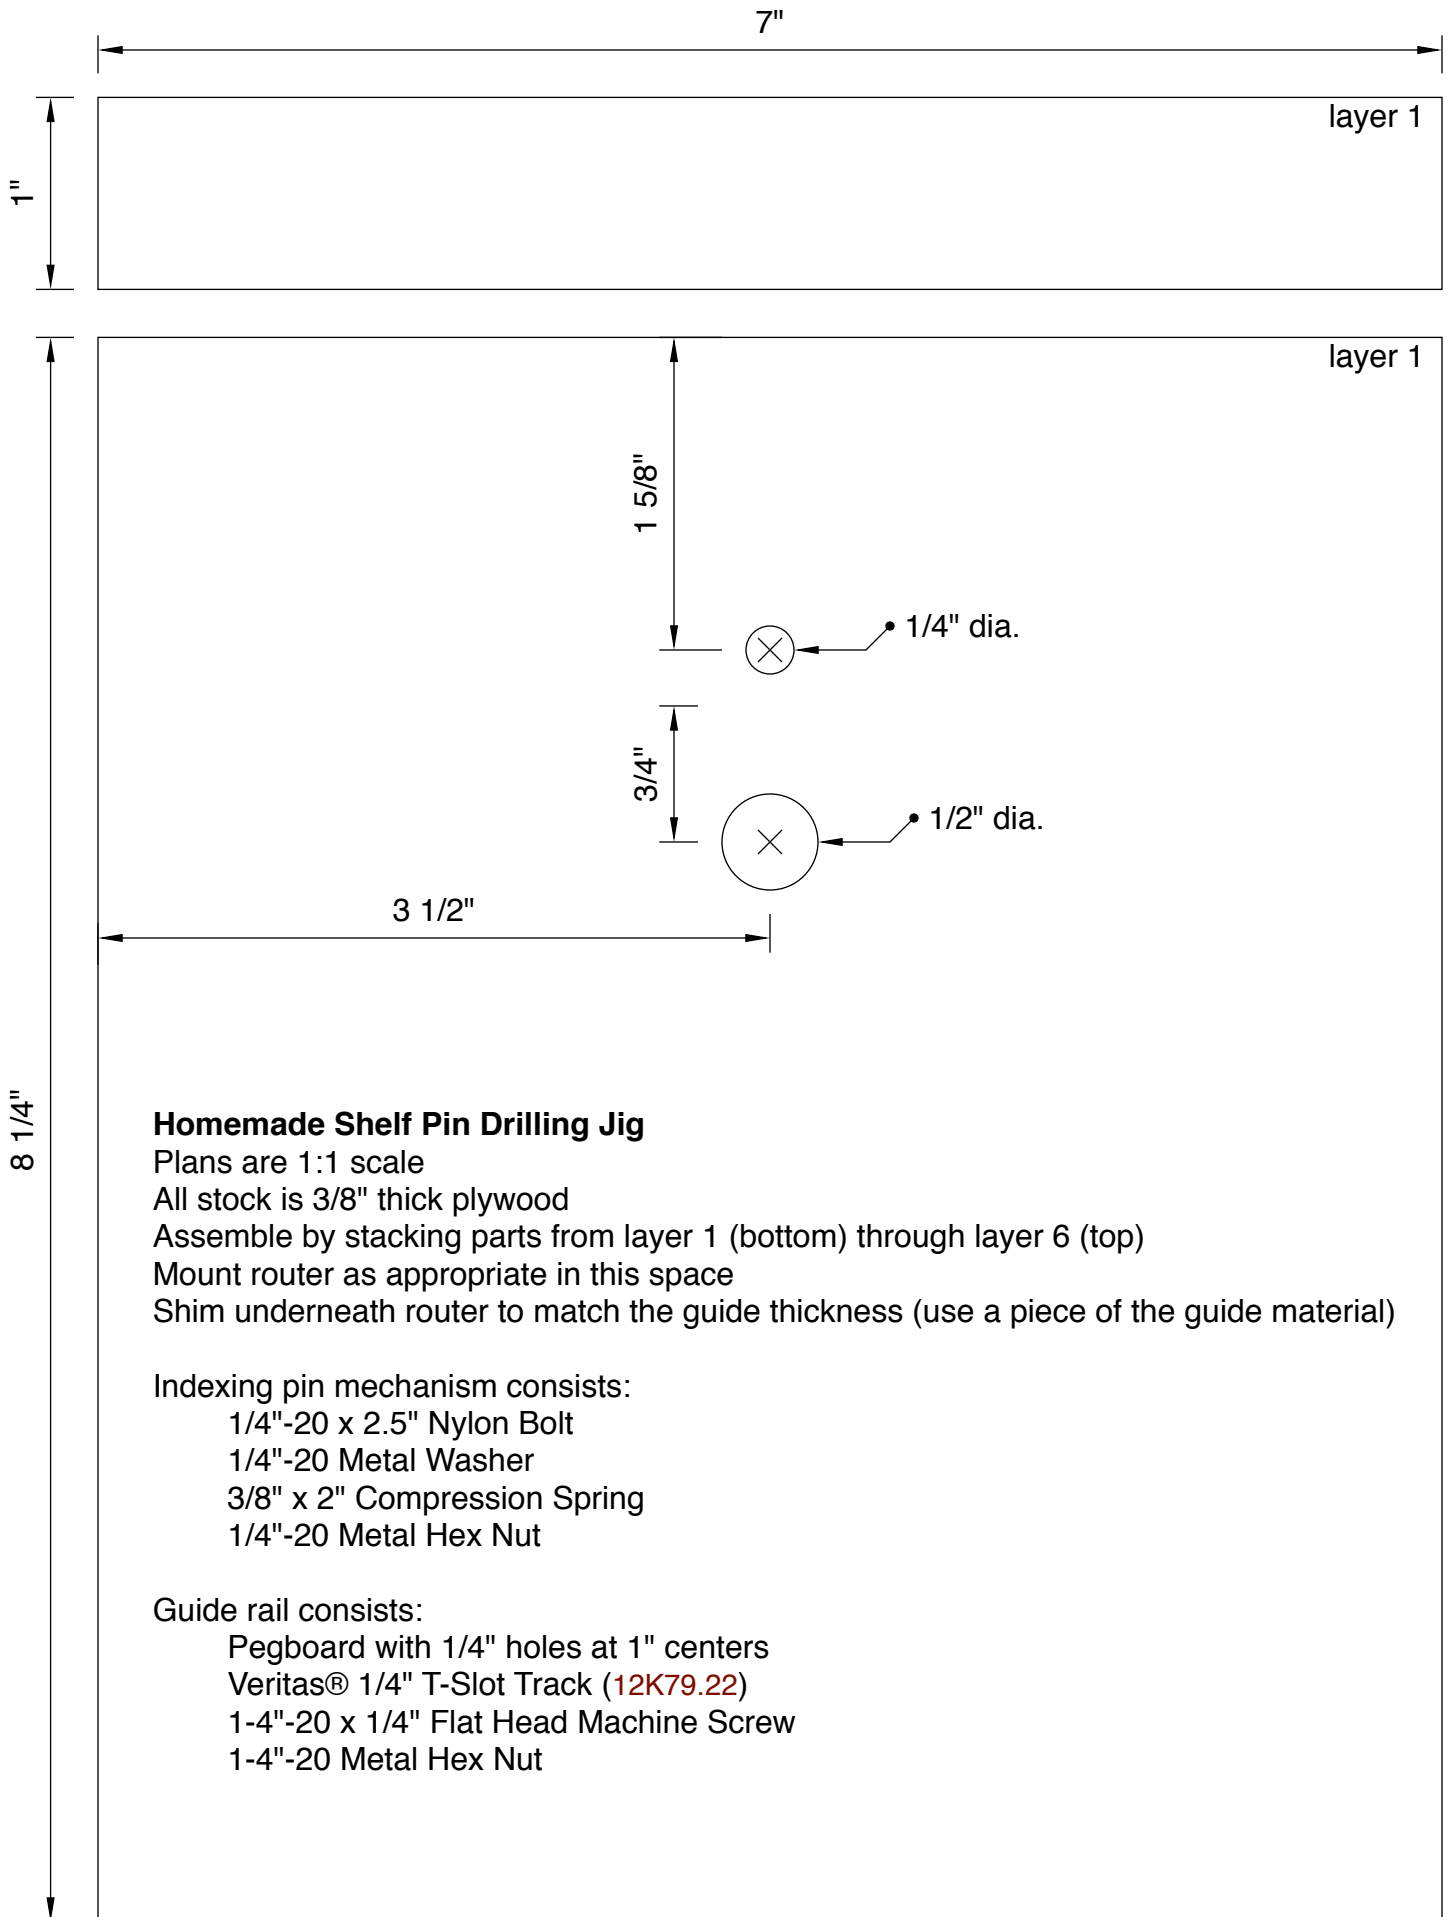 7"
layer 1
1"
layer 1
1 5/8"
1/4" dia.
3/4"
1/2" dia.
3 1/2"
8 1/4"
Homemade Shelf Pin Drilling Jig
Plans are 1:1 scale
All stock is 3/8" thick plywood
Assemble by stacking parts from layer 1 (bottom) through layer 6 (top)
Mount router as appropriate in this space
Shim underneath router to match the guide thickness (use a piece of the guide material)
Indexing pin mechanism consists:
1/4"-20 x 2.5" Nylon Bolt
1/4"-20 Metal Washer
3/8" x 2" Compression Spring
1/4"-20 Metal Hex Nut
Guide rail consists:
Pegboard with 1/4" holes at 1" centers
Veritas® 1/4" T-Slot Track (12K79.22)
1-4"-20 x 1/4" Flat Head Machine Screw
1-4"-20 Metal Hex Nut